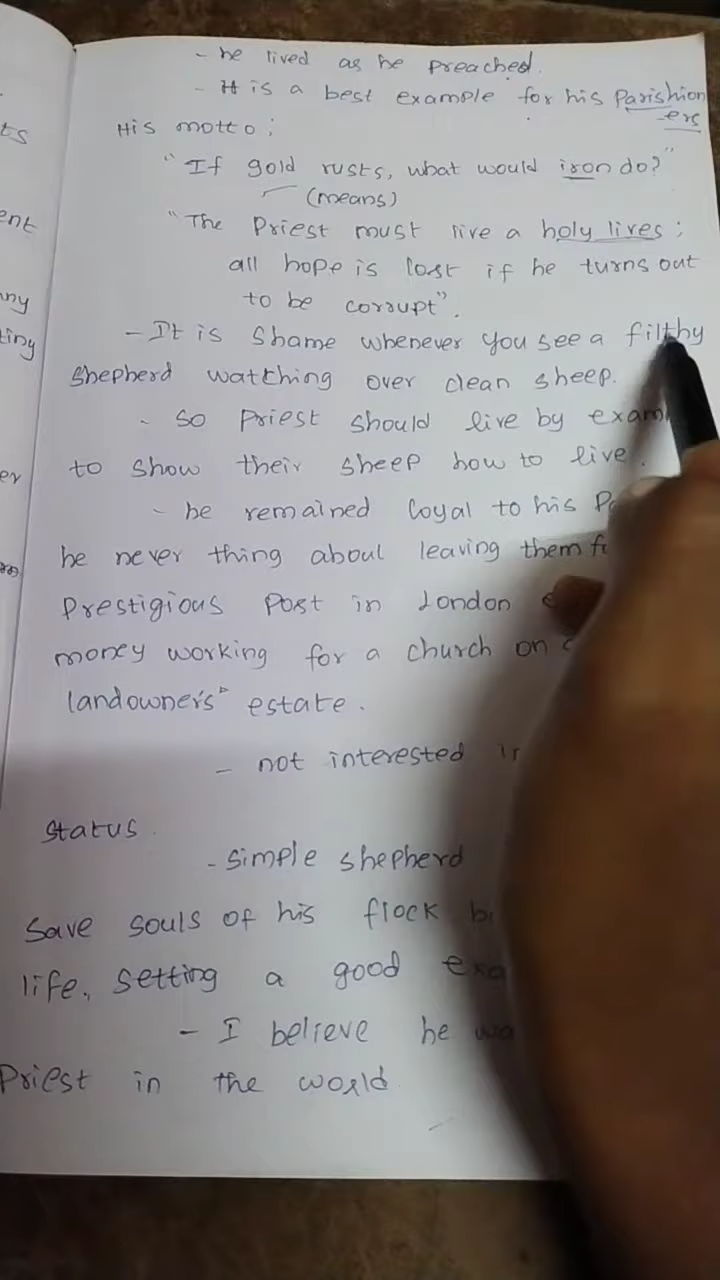 - he lived as he preached.
- It is a best example for his Parishion
ers
His motto;
"If gold rusts, what would iron do?"
(means)
"The Priest must live a holy lives;
all hope is lost if he turns out
to be corrupt".
- It is shame whenever you see a filthy
shepherd watching over clean sheep.
- so priest should live by exam
to show their sheep how to live.
- he remained loyal to his P
he never thing about leaving them f
Prestigious Post in London
money working for a church on
landowner's" estate.
- not interested i
status.
- simple shepherd
save souls of his flock b
life. setting a good exa
- I believe he wa
Priest in the world.